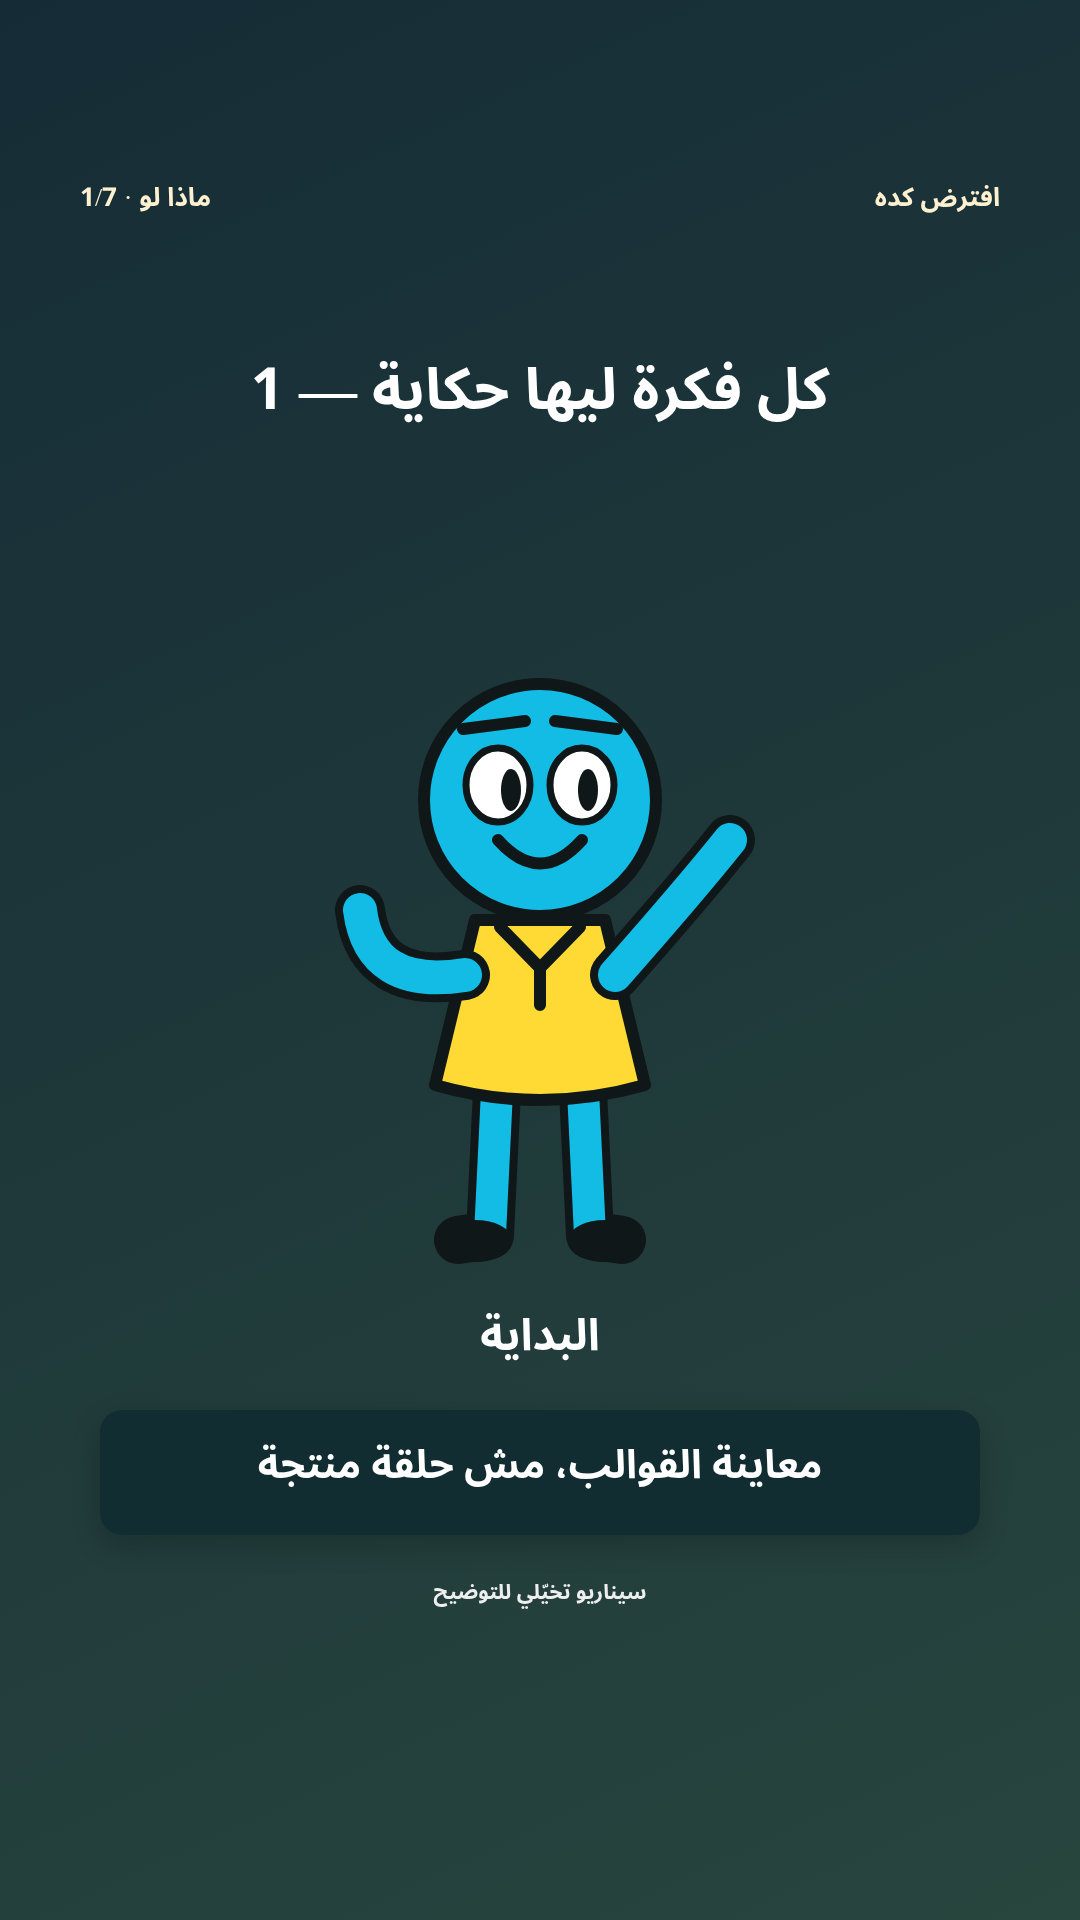 افترض كده
ماذا لو · 1/7
كل فكرة ليها حكاية — 1
البداية
معاينة القوالب، مش حلقة منتجة
سيناريو تخيّلي للتوضيح